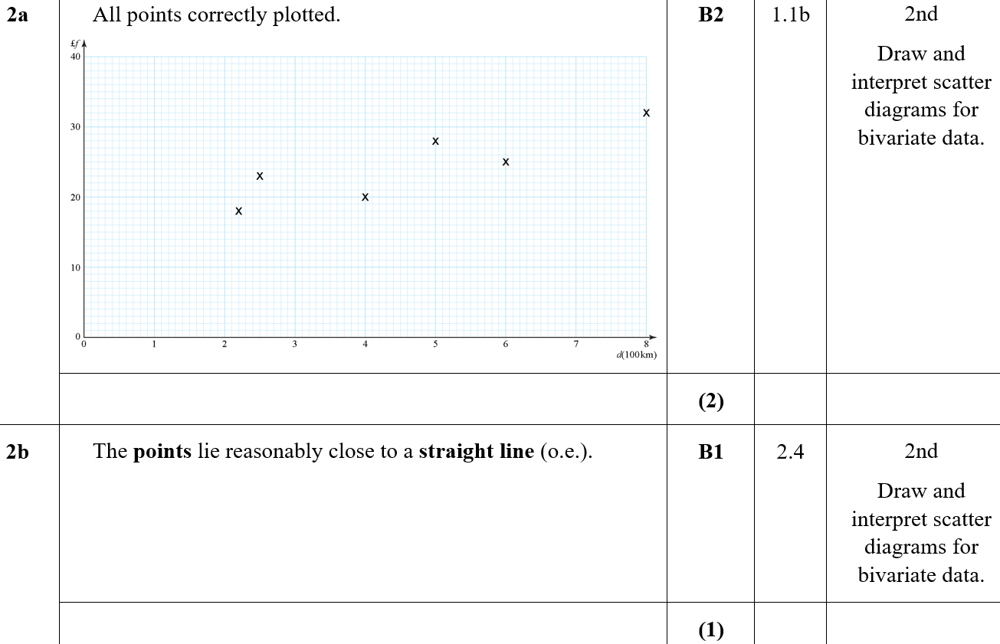 2a All points correctly plotted. B2 1.1b 2nd
Draw and
interpret scatter
diagrams for
bivariate data.
£f
40
30
20
10
0
0 1 2 3 4 5 6 7 8
d(100km)
x
x
x
x
x
x
(2)
2b The points lie reasonably close to a straight line (o.e.). B1 2.4 2nd
Draw and
interpret scatter
diagrams for
bivariate data.
(1)